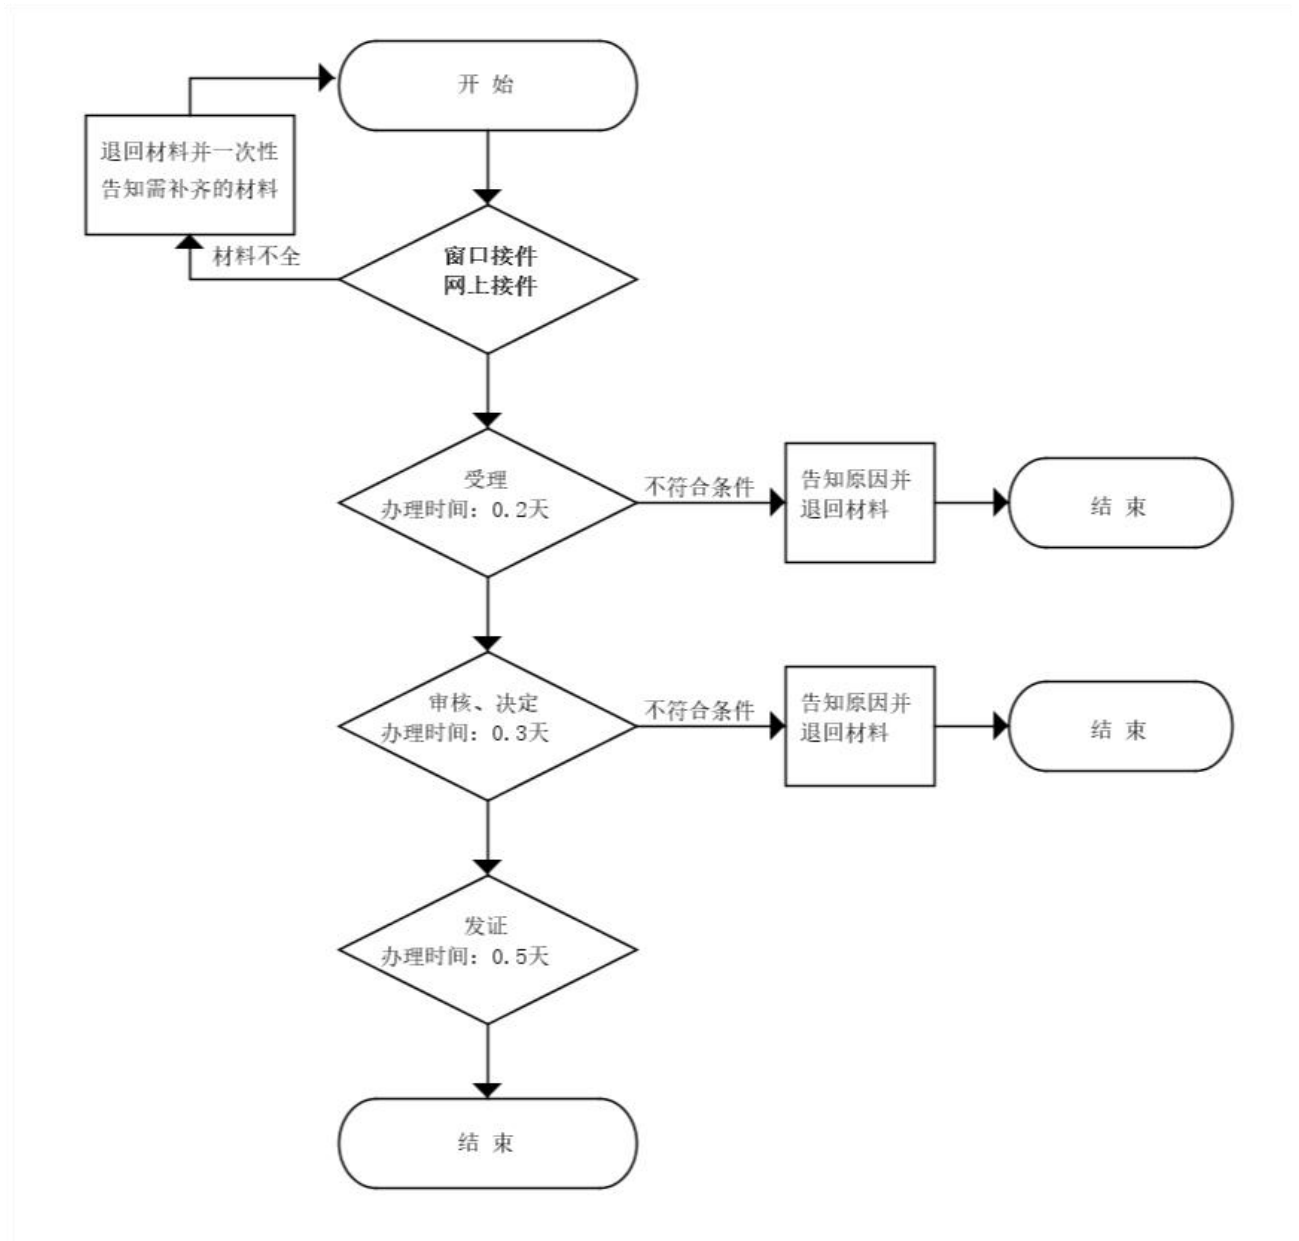 开 始
退回材料并一次性
告知需补齐的材料
材料不全
窗口接件
网上接件
受理
办理时间：0.2天
不符合条件
告知原因并
退回材料
结 束
审核、决定
办理时间：0.3天
不符合条件
告知原因并
退回材料
结 束
发证
办理时间：0.5天
结 束